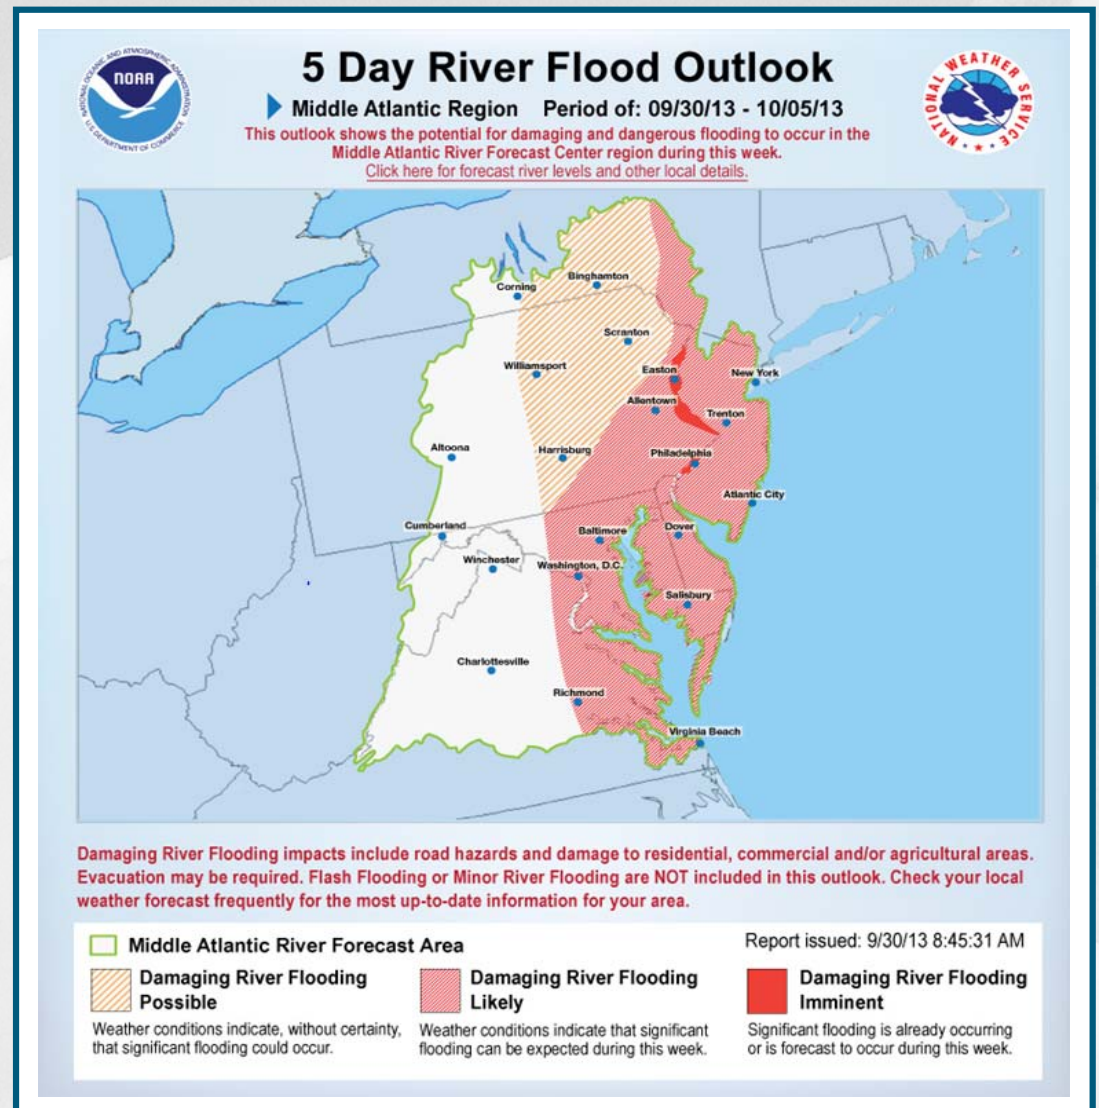 NATIONAL OCEANIC AND ATMOSPHERIC ADMINISTRATION
NOAA
U.S. DEPARTMENT OF COMMERCE
5 Day River Flood Outlook
Middle Atlantic Region Period of: 09/30/13 - 10/05/13
This outlook shows the potential for damaging and dangerous flooding to occur in the
Middle Atlantic River Forecast Center region during this week.
Click here for forecast river levels and other local details.
NATIONAL WEATHER SERVICE
Binghamton
Corning
Scranton
Williamsport
Easton
New York
Allentown
Trenton
Altoona
Harrisburg
Philadelphia
Atlantic City
Cumberland
Baltimore
Dover
Winchester
Washington, D.C.
Salisbury
Charlottesville
Richmond
Virginia Beach
Damaging River Flooding impacts include road hazards and damage to residential, commercial and/or agricultural areas.
Evacuation may be required. Flash Flooding or Minor River Flooding are NOT included in this outlook. Check your local
weather forecast frequently for the most up-to-date information for your area.
Middle Atlantic River Forecast Area
Report issued: 9/30/13 8:45:31 AM
Damaging River Flooding
Possible
Weather conditions indicate, without certainty,
that significant flooding could occur.
Damaging River Flooding
Likely
Weather conditions indicate that significant
flooding can be expected during this week.
Damaging River Flooding
Imminent
Significant flooding is already occurring
or is forecast to occur during this week.